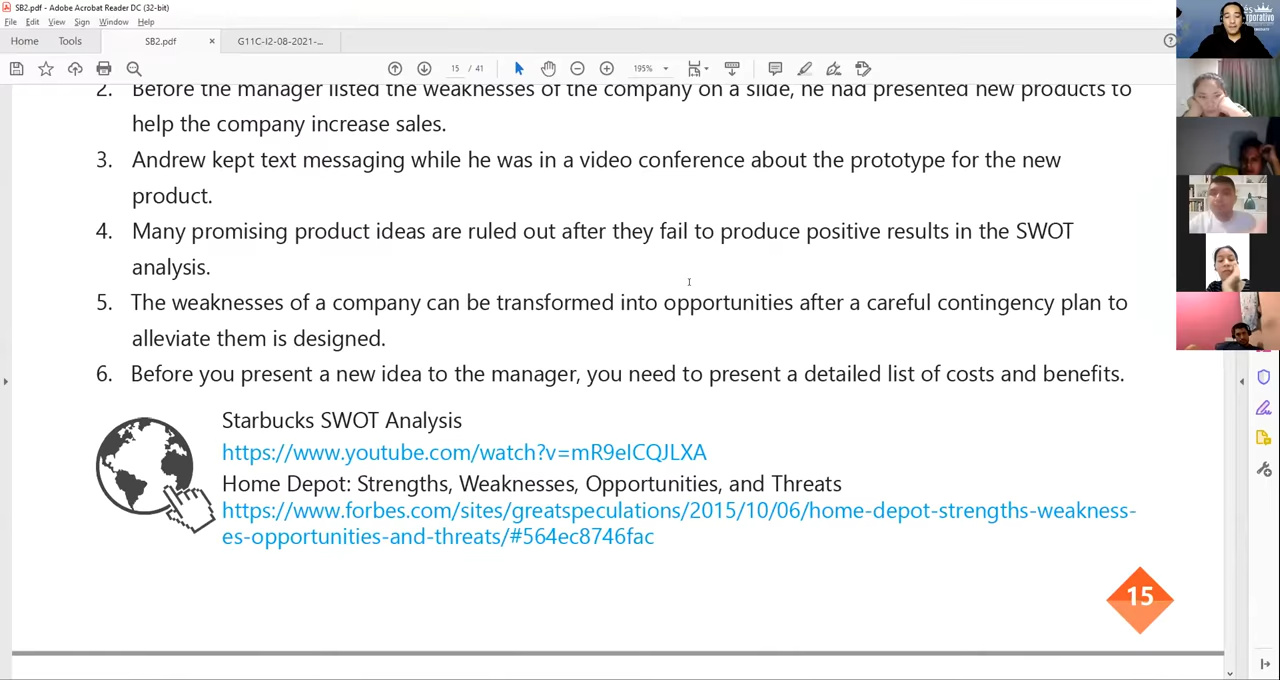 SB2.pdf - Adobe Acrobat Reader DC (32-bit)
File Edit View Sign Window Help
Home Tools SB2.pdf × G11C-I2-08-2021-...
15 / 41 195%
2. Before the manager listed the weaknesses of the company on a slide, he had presented new products to
help the company increase sales.
3. Andrew kept text messaging while he was in a video conference about the prototype for the new
product.
4. Many promising product ideas are ruled out after they fail to produce positive results in the SWOT
analysis.
5. The weaknesses of a company can be transformed into opportunities after a careful contingency plan to
alleviate them is designed.
6. Before you present a new idea to the manager, you need to present a detailed list of costs and benefits.
Starbucks SWOT Analysis
https://www.youtube.com/watch?v=mR9eICQJLXA
Home Depot: Strengths, Weaknesses, Opportunities, and Threats
https://www.forbes.com/sites/greatspeculations/2015/10/06/home-depot-strengths-weakness-
es-opportunities-and-threats/#564ec8746fac
15